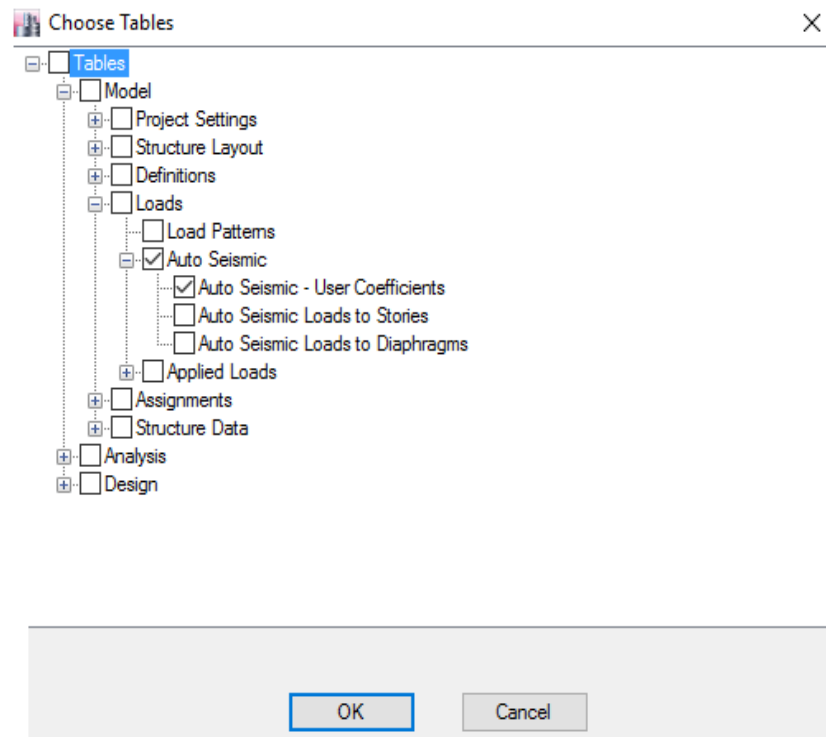 Choose Tables
Tables
Model
Project Settings
Structure Layout
Definitions
Loads
Load Patterns
Auto Seismic
Auto Seismic - User Coefficients
Auto Seismic Loads to Stories
Auto Seismic Loads to Diaphragms
Applied Loads
Assignments
Structure Data
Analysis
Design
OK Cancel